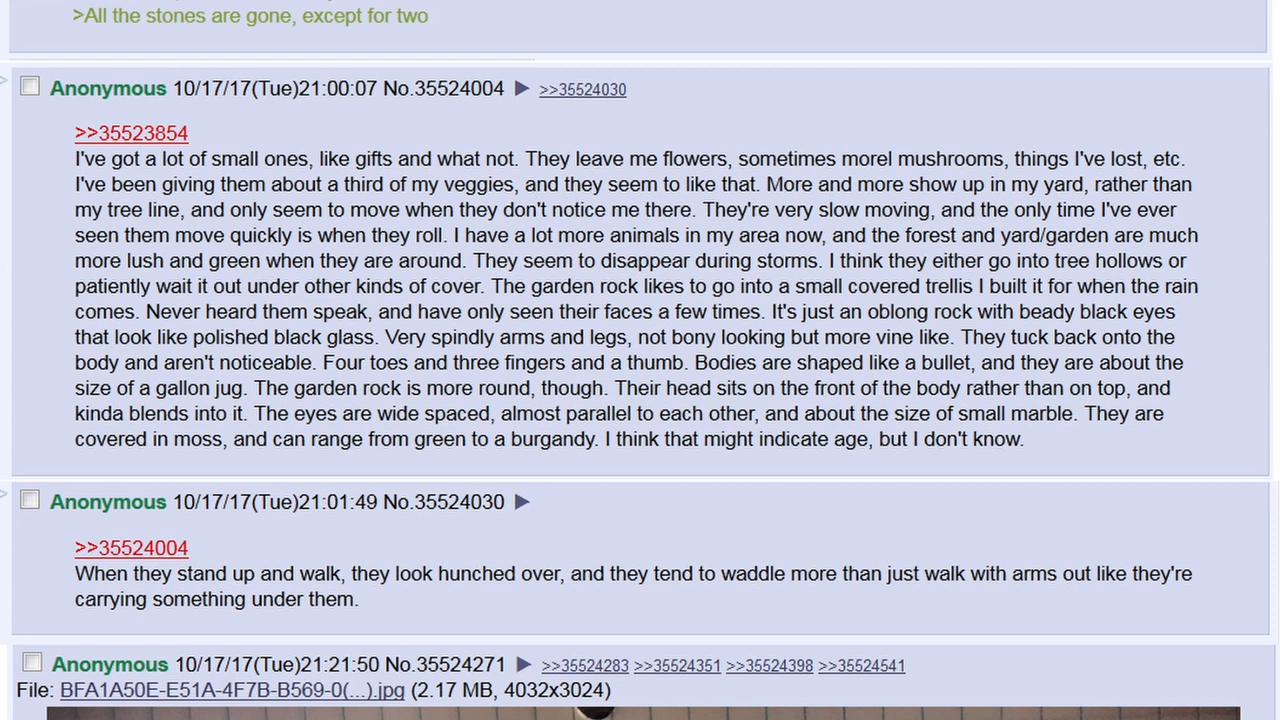 >All the stones are gone, except for two
Anonymous 10/17/17(Tue)21:00:07 No.35524004 ▶ >>35524030
>>35523854
I've got a lot of small ones, like gifts and what not. They leave me flowers, sometimes morel mushrooms, things I've lost, etc.
I've been giving them about a third of my veggies, and they seem to like that. More and more show up in my yard, rather than
my tree line, and only seem to move when they don't notice me there. They're very slow moving, and the only time I've ever
seen them move quickly is when they roll. I have a lot more animals in my area now, and the forest and yard/garden are much
more lush and green when they are around. They seem to disappear during storms. I think they either go into tree hollows or
patiently wait it out under other kinds of cover. The garden rock likes to go into a small covered trellis I built it for when the rain
comes. Never heard them speak, and have only seen their faces a few times. It's just an oblong rock with beady black eyes
that look like polished black glass. Very spindly arms and legs, not bony looking but more vine like. They tuck back onto the
body and aren't noticeable. Four toes and three fingers and a thumb. Bodies are shaped like a bullet, and they are about the
size of a gallon jug. The garden rock is more round, though. Their head sits on the front of the body rather than on top, and
kinda blends into it. The eyes are wide spaced, almost parallel to each other, and about the size of small marble. They are
covered in moss, and can range from green to a burgandy. I think that might indicate age, but I don't know.
Anonymous 10/17/17(Tue)21:01:49 No.35524030 ▶
>>35524004
When they stand up and walk, they look hunched over, and they tend to waddle more than just walk with arms out like they're
carrying something under them.
Anonymous 10/17/17(Tue)21:21:50 No.35524271 ▶ >>35524283 >>35524351 >>35524398 >>35524541
File: BFA1A50E-E51A-4F7B-B569-0(...).jpg (2.17 MB, 4032x3024)